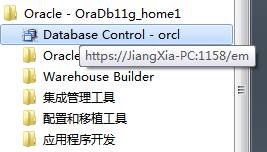 Oracle - OraDb11g_home1
Database Control - orcl
Oracle
https://JiangXia-PC:1158/em
Warehouse Builder
集成管理工具
配置和移植工具
应用程序开发